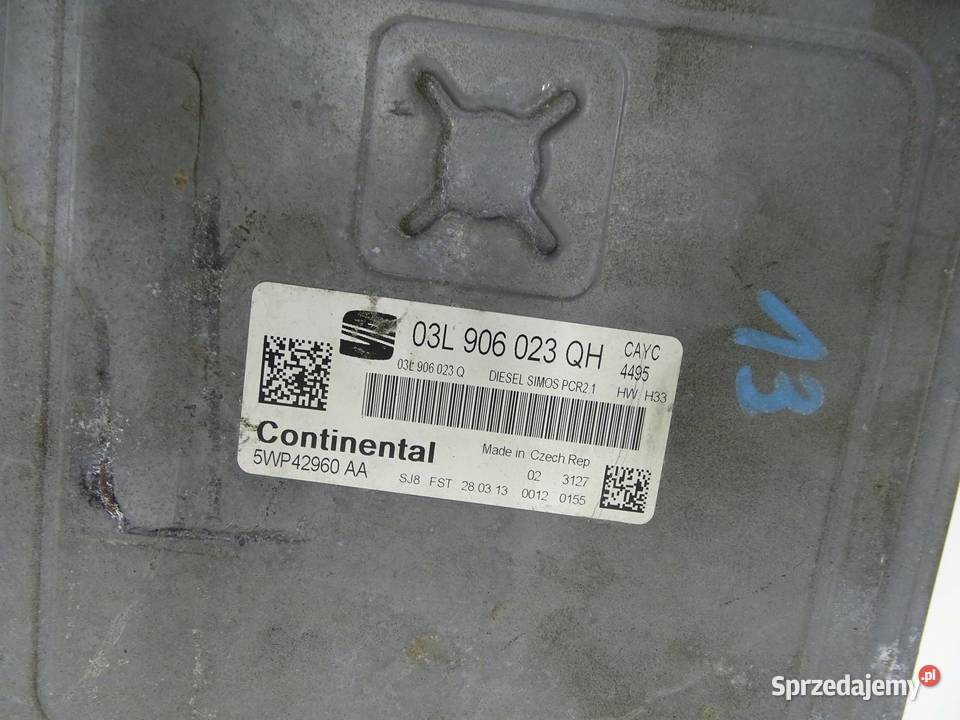 03L 906 023 QH
CAYC
4495
03L 906 023 Q
DIESEL SIMOS PCR2.1
HW H33
Continental
Made in Czech Rep
5WP42960 AA
02 3127
SJ8 FST 28 03 13 0012 0155
13
Sprzedajemy.pl